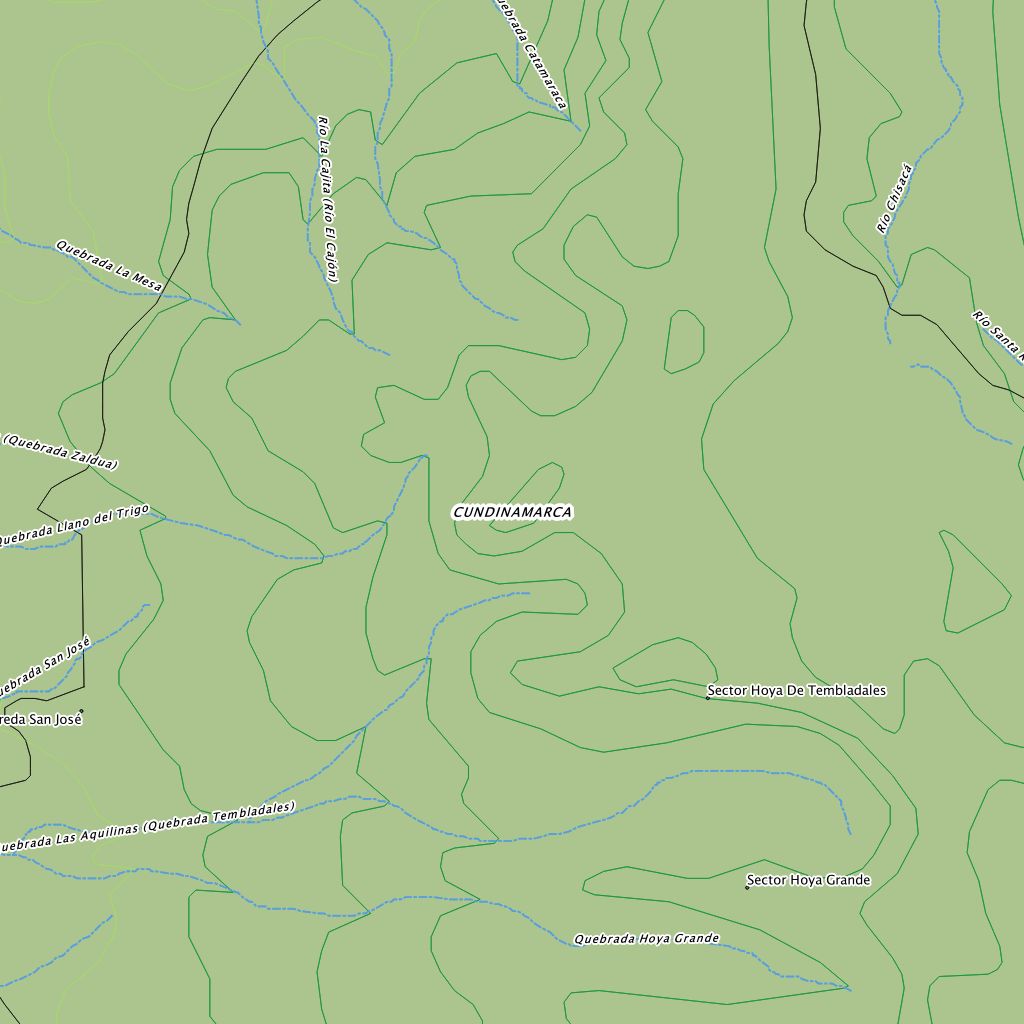 uebrada Catamaraca
Río La Cajita (Río El Cajón)
Río Chisacá
Quebrada La Mesa
Río Santa R
(Quebrada Zaldua)
Quebrada Llano del Trigo
CUNDINAMARCA
uebrada San José
Sector Hoya De Tembladales
reda San José
uebrada Las Aquilinas (Quebrada Tembladales)
Sector Hoya Grande
Quebrada Hoya Grande